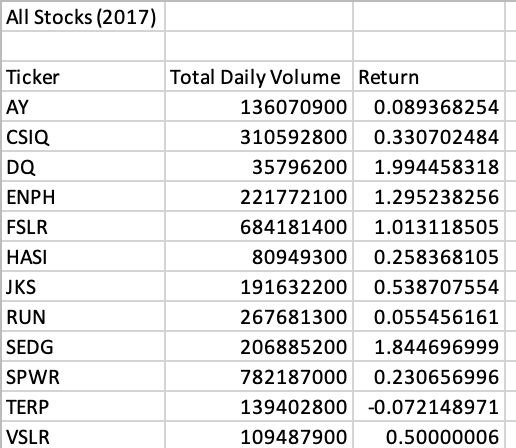 All Stocks (2017)
Ticker Total Daily Volume Return
AY 136070900 0.089368254
CSIQ 310592800 0.330702484
DQ 35796200 1.994458318
ENPH 221772100 1.295238256
FSLR 684181400 1.013118505
HASI 80949300 0.258368105
JKS 191632200 0.538707554
RUN 267681300 0.055456161
SEDG 206885200 1.844696999
SPWR 782187000 0.230656996
TERP 139402800 -0.072148971
VSLR 109487900 0.50000006